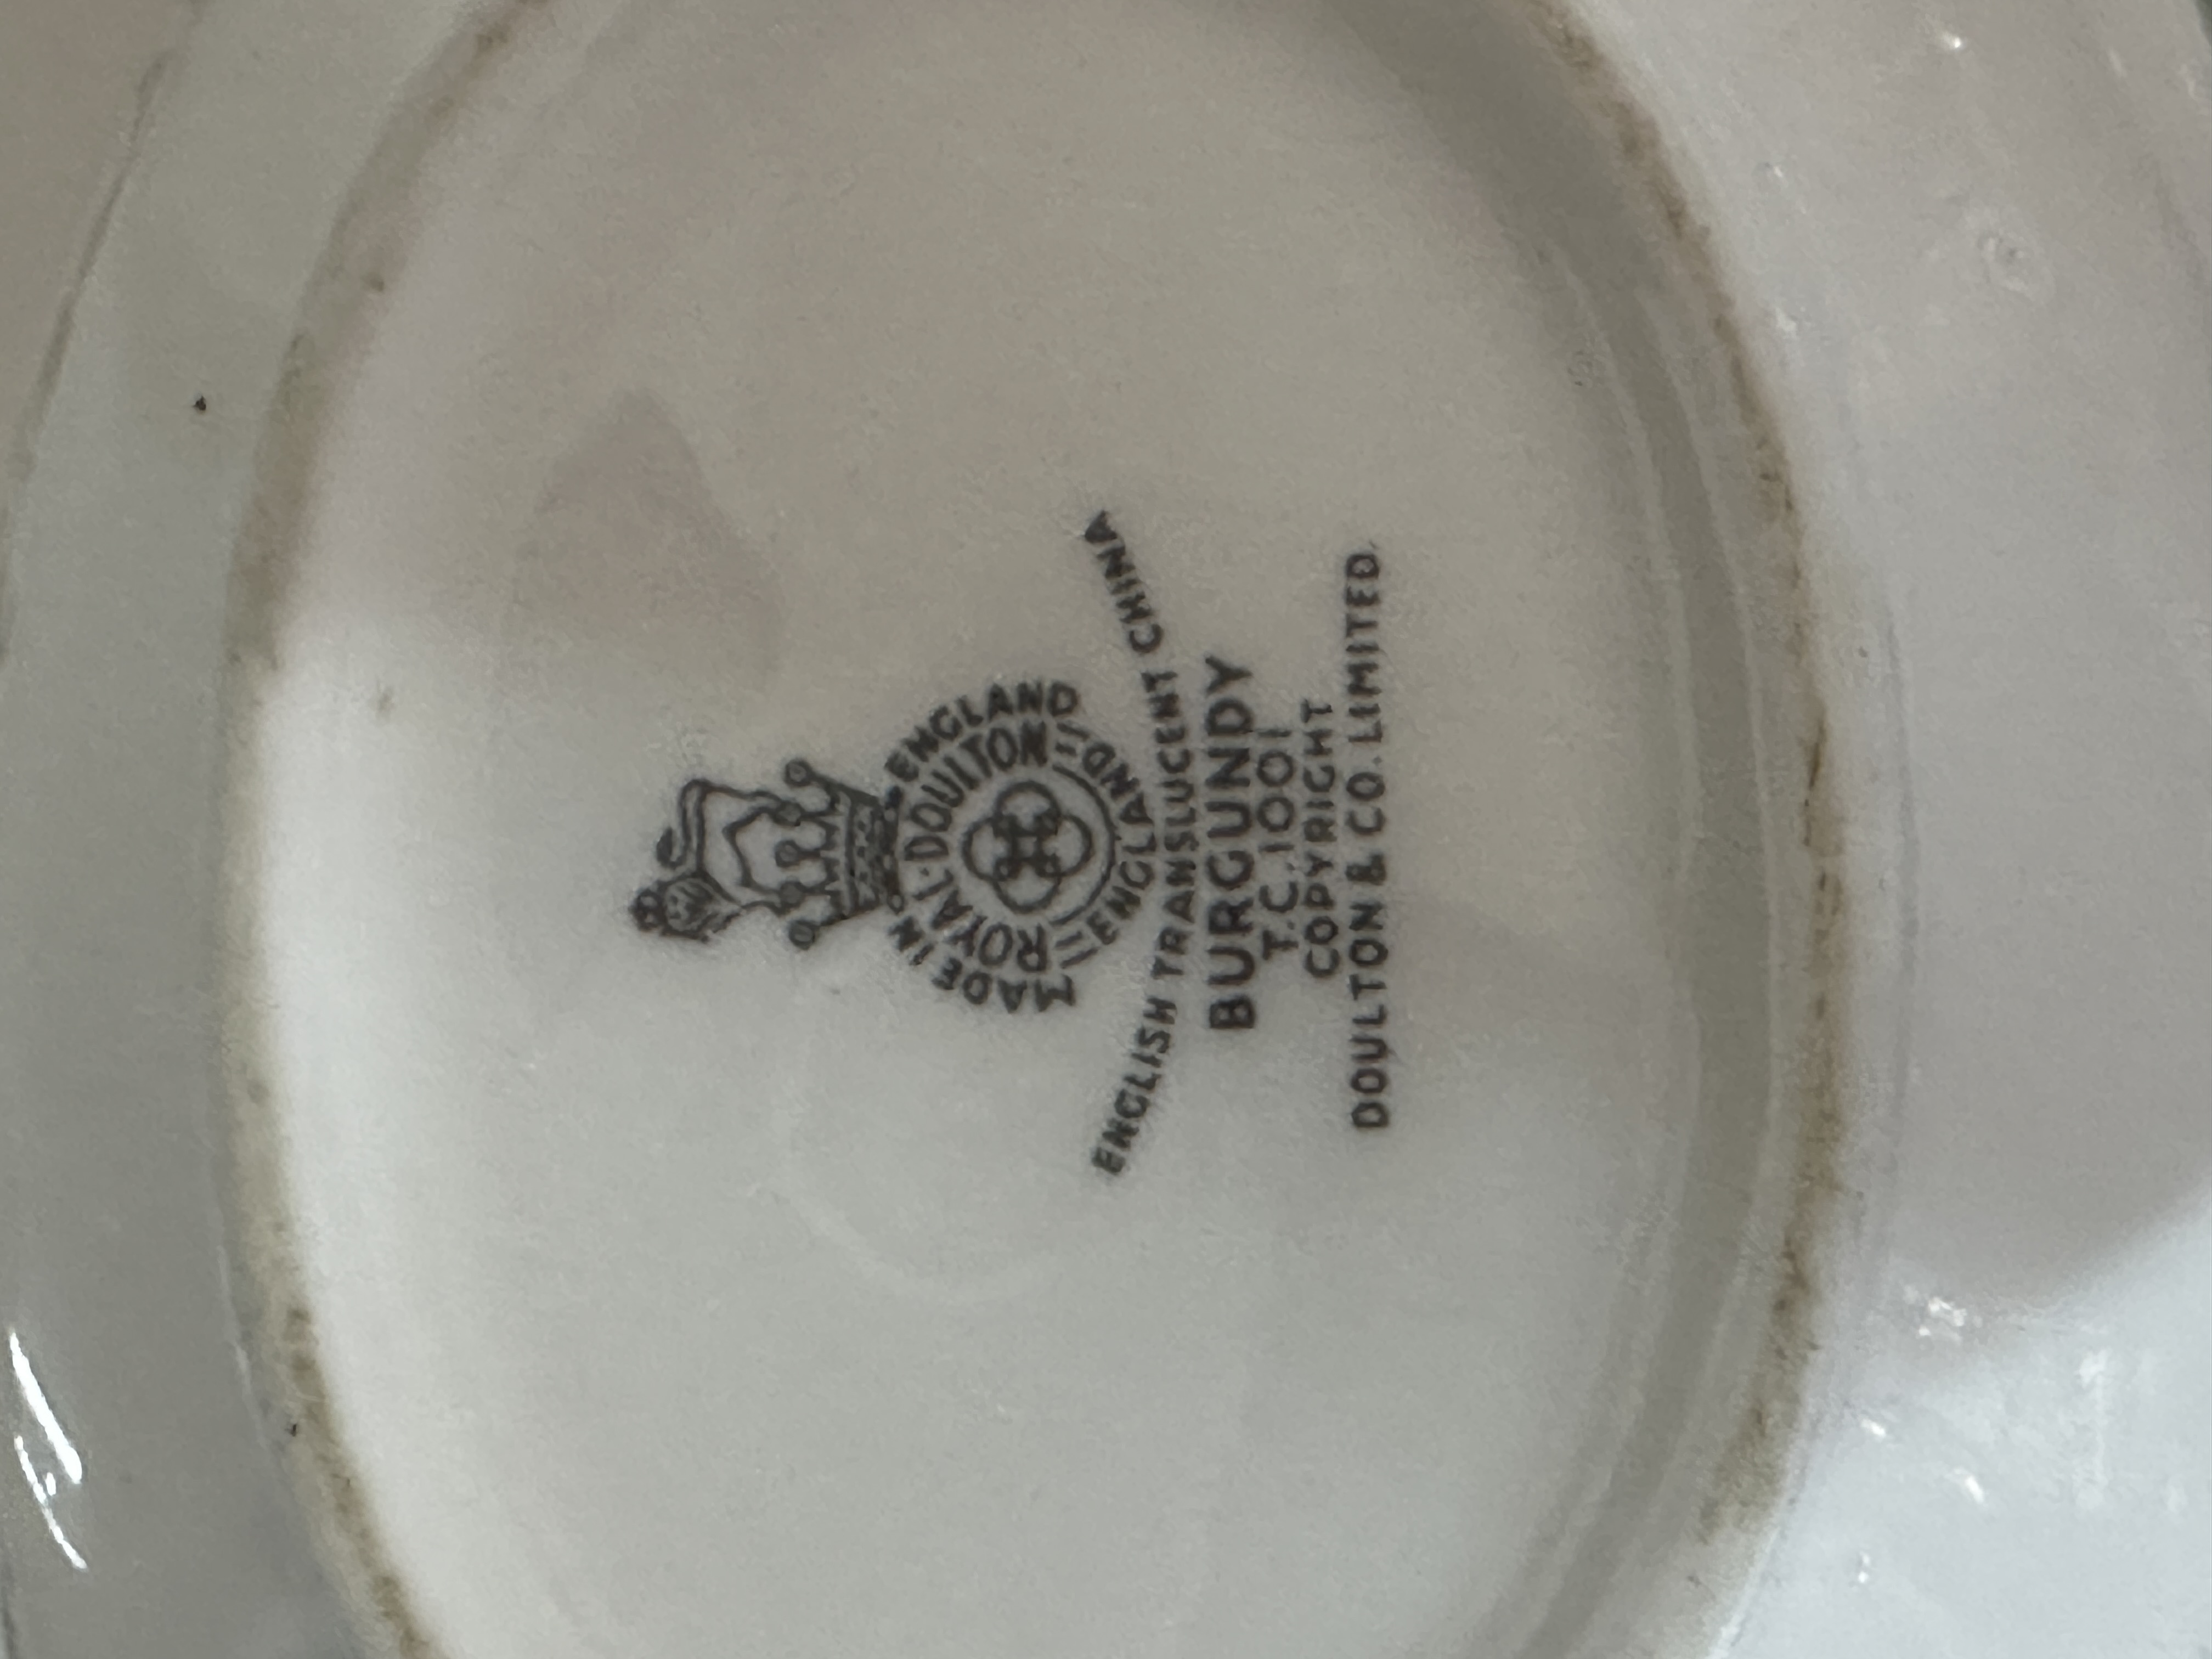 MADE IN ENGLAND
ROYAL·DOULTON
ENGLAND
ENGLISH TRANSLUCENT CHINA
BURGUNDY
T.C.1001
COPYRIGHT
DOULTON & CO. LIMITED.